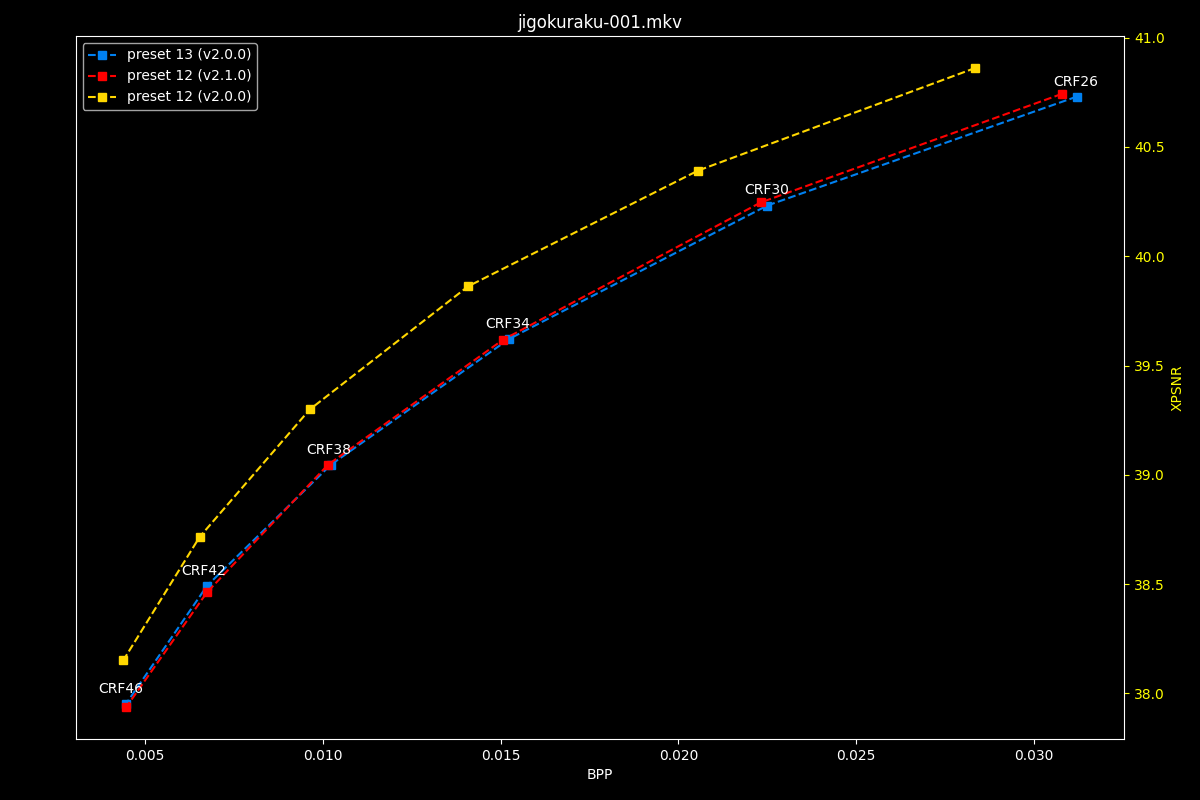 jigokuraku-001.mkv
preset 13 (v2.0.0)
preset 12 (v2.1.0)
preset 12 (v2.0.0)
41.0
CRF26
40.5
CRF30
40.0
CRF34
39.5
XPSNR
CRF38
39.0
CRF42
38.5
CRF46
38.0
0.005 0.010 0.015 0.020 0.025 0.030
BPP